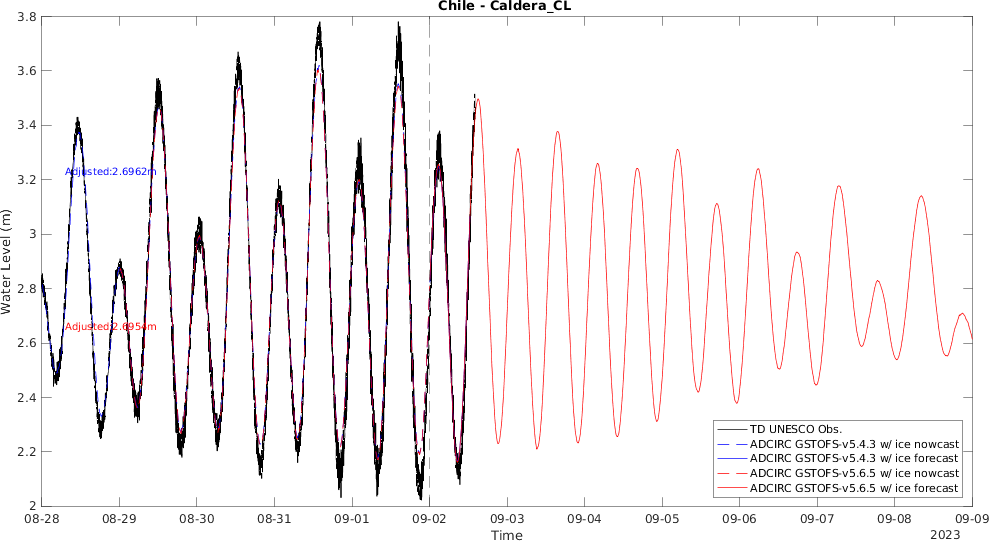 Chile - Caldera_CL
3.8
3.6
3.4
3.2
3
2.8
2.6
2.4
2.2
2
Water Level (m)
Adjusted:2.6962m
Adjusted:2.6954m
TD UNESCO Obs.
ADCIRC GSTOFS-v5.4.3 w/ ice nowcast
ADCIRC GSTOFS-v5.4.3 w/ ice forecast
ADCIRC GSTOFS-v5.6.5 w/ ice nowcast
ADCIRC GSTOFS-v5.6.5 w/ ice forecast
08-28 08-29 08-30 08-31 09-01 09-02 09-03 09-04 09-05 09-06 09-07 09-08 09-09
Time 2023